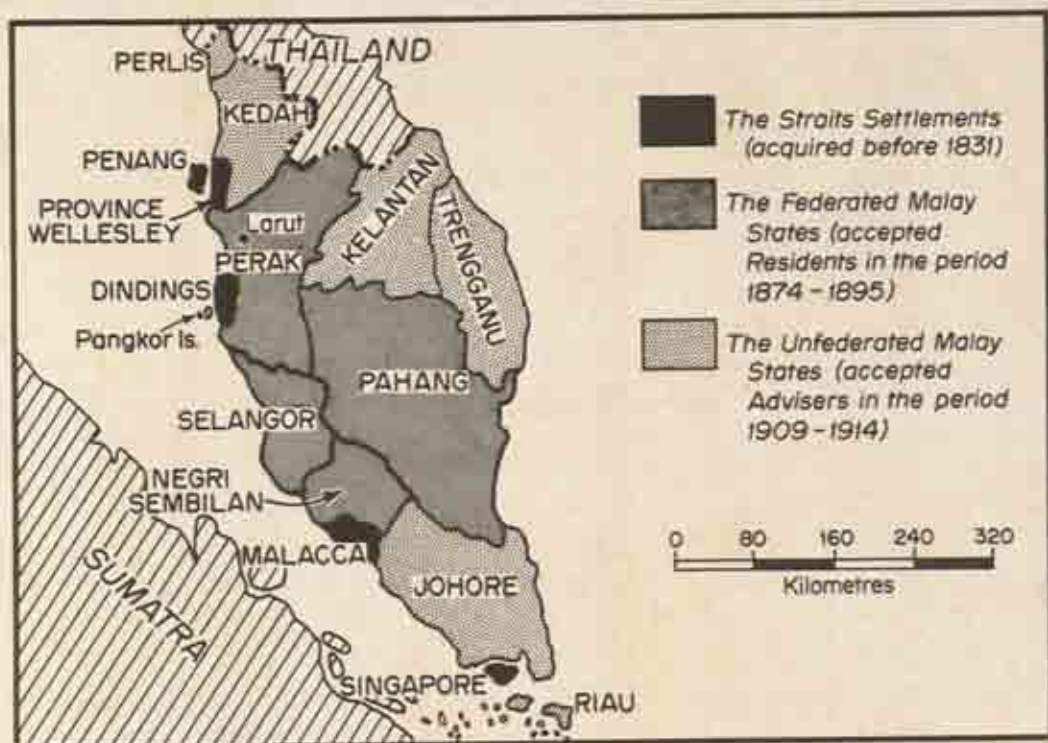 THAILAND
PERLIS
KEDAH
PENANG
PROVINCE
WELLESLEY
Larut
PERAK
KELANTAN
TRENGGANU
DINDINGS
Pangkor Is.
PAHANG
SELANGOR
NEGRI
SEMBILAN
MALACCA
JOHORE
SUMATRA
SINGAPORE
RIAU
The Straits Settlements
(acquired before 1831)
The Federated Malay
States (accepted
Residents in the period
1874 – 1895)
The Unfederated Malay
States (accepted
Advisers in the period
1909 – 1914)
0 80 160 240 320
Kilometres